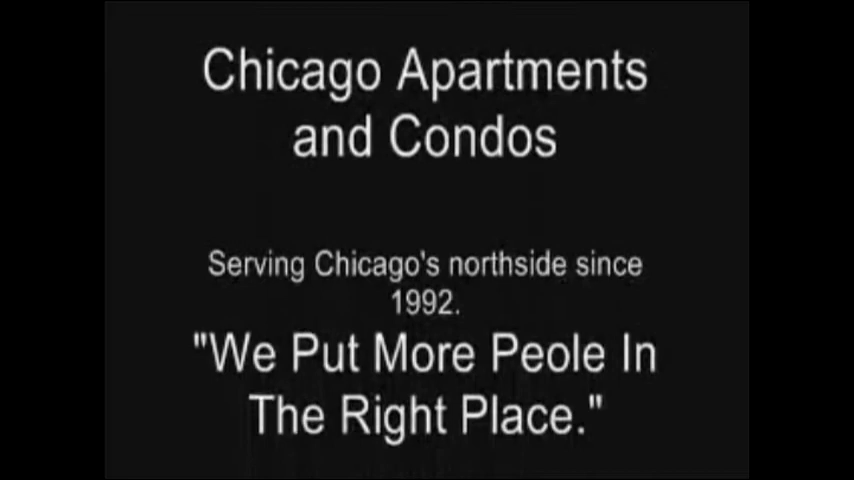 Chicago Apartments
and Condos
Serving Chicago's northside since
1992.
"We Put More Peole In
The Right Place."